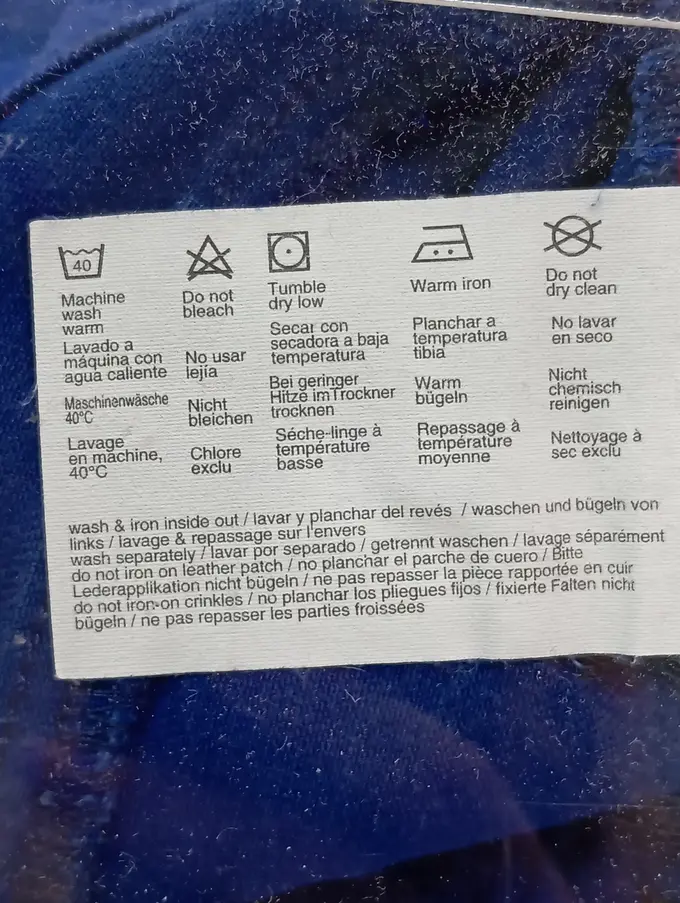 40
Machine
wash
warm
Lavado a
máquina con
agua caliente
Maschinenwäsche
40°C
Lavage
en machine,
40°C
Do not
bleach
No usar
lejía
Nicht
bleichen
Chlore
exclu
Tumble
dry low
Secar con
secadora a baja
temperatura
Bei geringer
Hitze imTrockner
trocknen
Séche-linge à
température
basse
Warm iron
Planchar a
temperatura
tibia
Warm
bügeln
Repassage à
température
moyenne
Do not
dry clean
No lavar
en seco
Nicht
chemisch
reinigen
Nettoyage à
sec exclu
wash & iron inside out / lavar y planchar del revés / waschen und bügeln von
links / lavage & repassage sur l'envers
wash separately / lavar por separado / getrennt waschen / lavage séparément
do not iron on leather patch / no planchar el parche de cuero / Bitte
Lederapplikation nicht bügeln / ne pas repasser la pièce rapportée en cuir
do not iron-on crinkles / no planchar los pliegues fijos / fixierte Falten nicht
bügeln / ne pas repasser les parties froissées